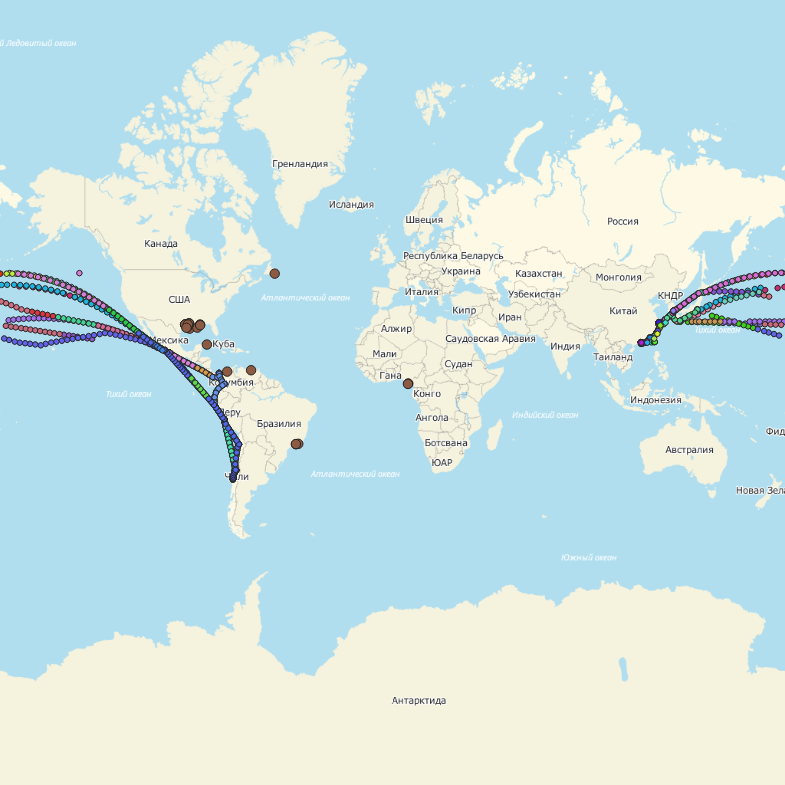 й Ледовитый океан
Гренландия
Исландия
Швеция
Россия
Канада
Республика Беларусь
Украина
Казахстан
Монголия
Италия
Узбекистан
КНДР
США
Атлантический океан
Кипр
Иран
Китай
Алжир
Саудовская Аравия
Тихий океан
ексика
Куба
Индия
Мали
Судан
Таиланд
Гана
Колумбия
Тихий океан
Конго
Индонезия
Перу
Бразилия
Ангола
Индийский океан
Фид
Ботсвана
Австралия
ЮАР
Атлантический океан
Чили
Новая Зела
Южный океан
Антарктида